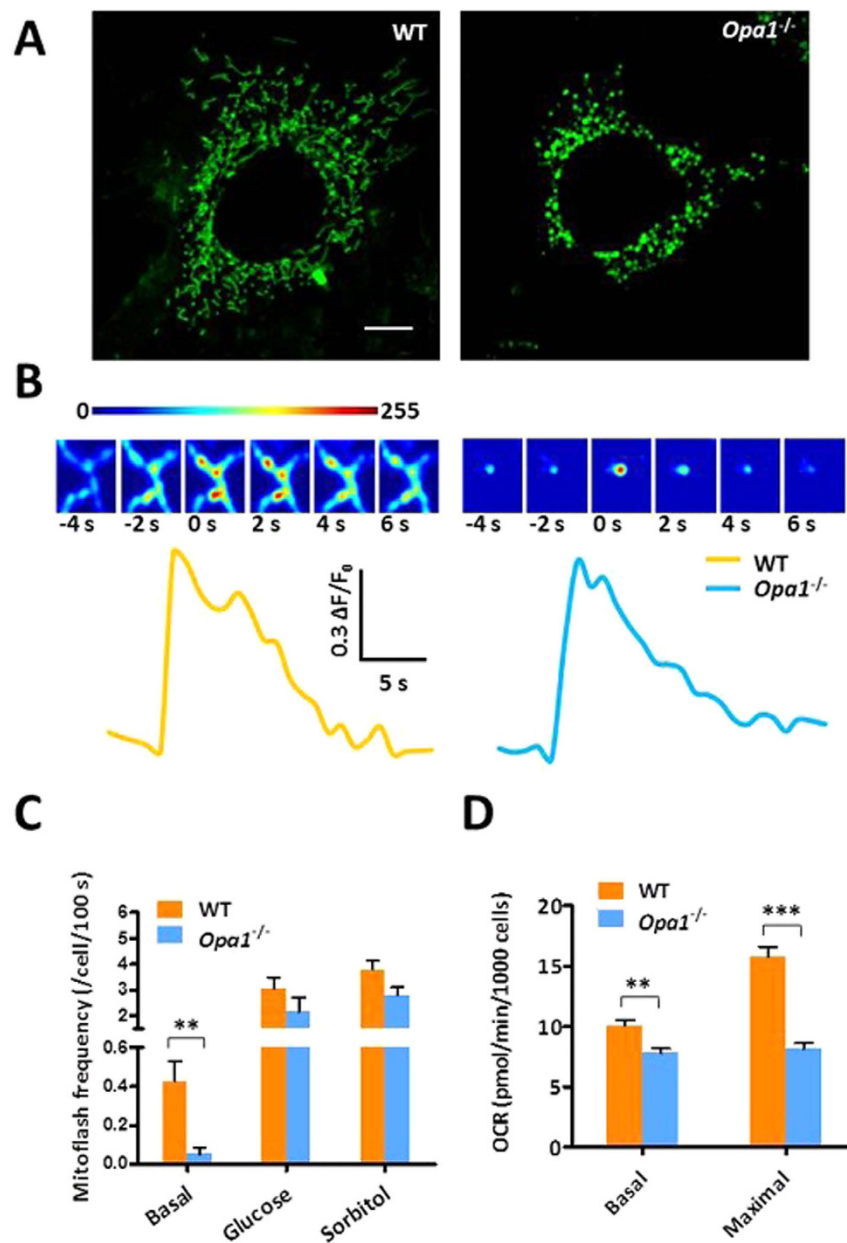 A
WT
Opa1-/-
B
0 255
-4 s -2 s 0 s 2 s 4 s 6 s
-4 s -2 s 0 s 2 s 4 s 6 s
0.3 ΔF/F₀
5 s
WT
Opa1-/-
C
Mitoflash frequency (/cell/100 s)
WT
Opa1-/-
6
5
4
3
2
0.6
0.4
0.2
0.0
**
Basal
Glucose
Sorbitol
D
OCR (pmol/min/1000 cells)
WT
Opa1-/-
20
15
10
5
0
**
***
Basal
Maximal